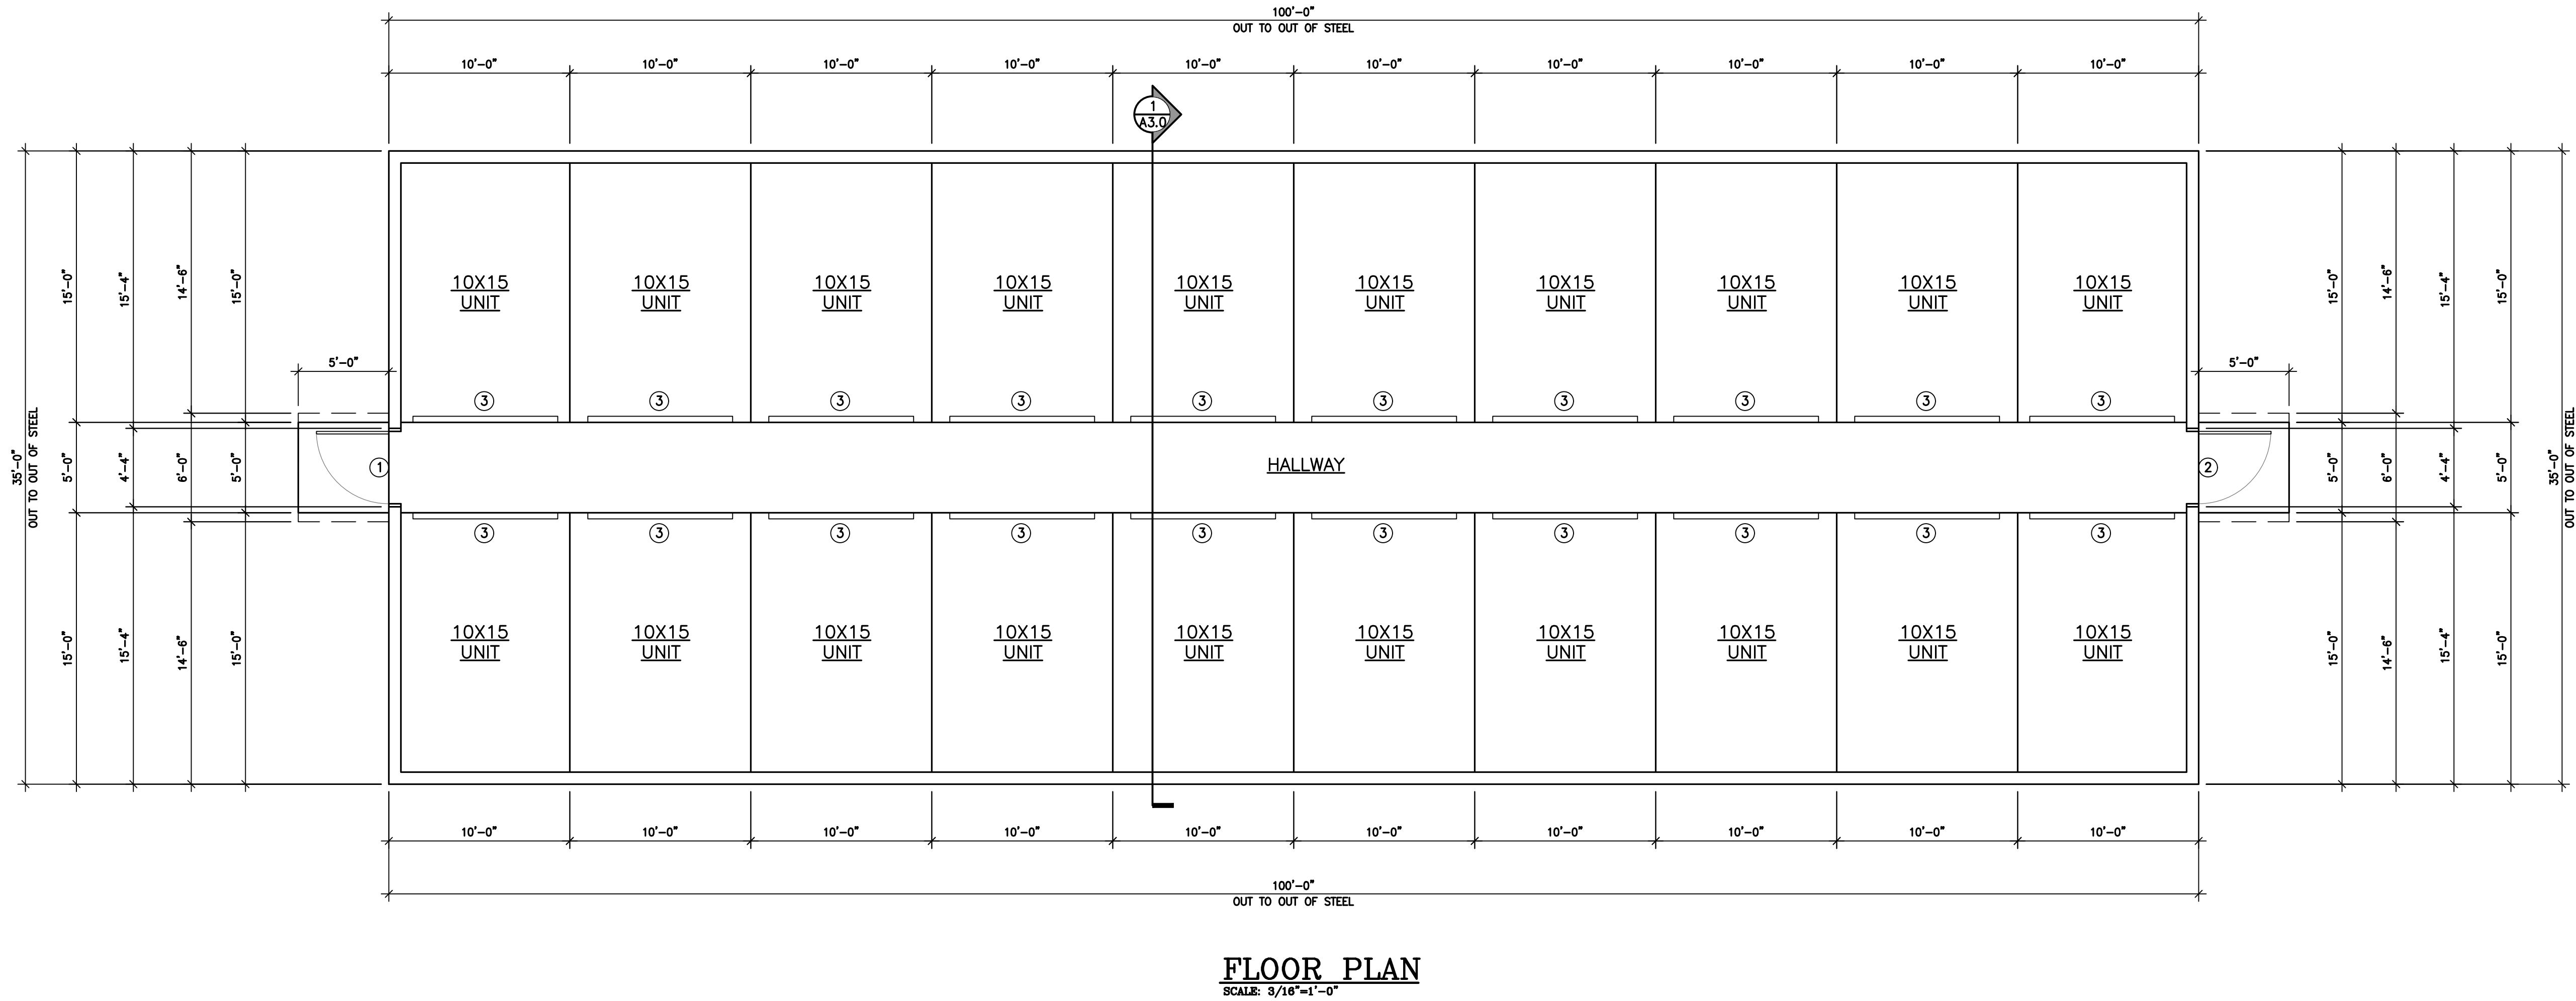 100'-0"
OUT TO OUT OF STEEL
10'-0" 10'-0" 10'-0" 10'-0" 10'-0" 10'-0" 10'-0" 10'-0" 10'-0" 10'-0"
1
A3.0
15'-0" 15'-4" 14'-6" 15'-0"
15'-0" 14'-6" 15'-4" 15'-0"
10X15 10X15 10X15 10X15 10X15 10X15 10X15 10X15 10X15 10X15
UNIT UNIT UNIT UNIT UNIT UNIT UNIT UNIT UNIT UNIT
5'-0" 5'-0"
3 3 3 3 3 3 3 3 3 3
35'-0"
OUT TO OUT OF STEEL
5'-0" 4'-4" 6'-0" 5'-0"
1
HALLWAY
2
5'-0" 6'-0" 4'-4" 5'-0"
35'-0"
OUT TO OUT OF STEEL
3 3 3 3 3 3 3 3 3 3
15'-0" 15'-4" 14'-6" 15'-0"
10X15 10X15 10X15 10X15 10X15 10X15 10X15 10X15 10X15 10X15
UNIT UNIT UNIT UNIT UNIT UNIT UNIT UNIT UNIT UNIT
15'-0" 14'-6" 15'-4" 15'-0"
10'-0" 10'-0" 10'-0" 10'-0" 10'-0" 10'-0" 10'-0" 10'-0" 10'-0" 10'-0"
100'-0"
OUT TO OUT OF STEEL
FLOOR PLAN
SCALE: 3/16"=1'-0"